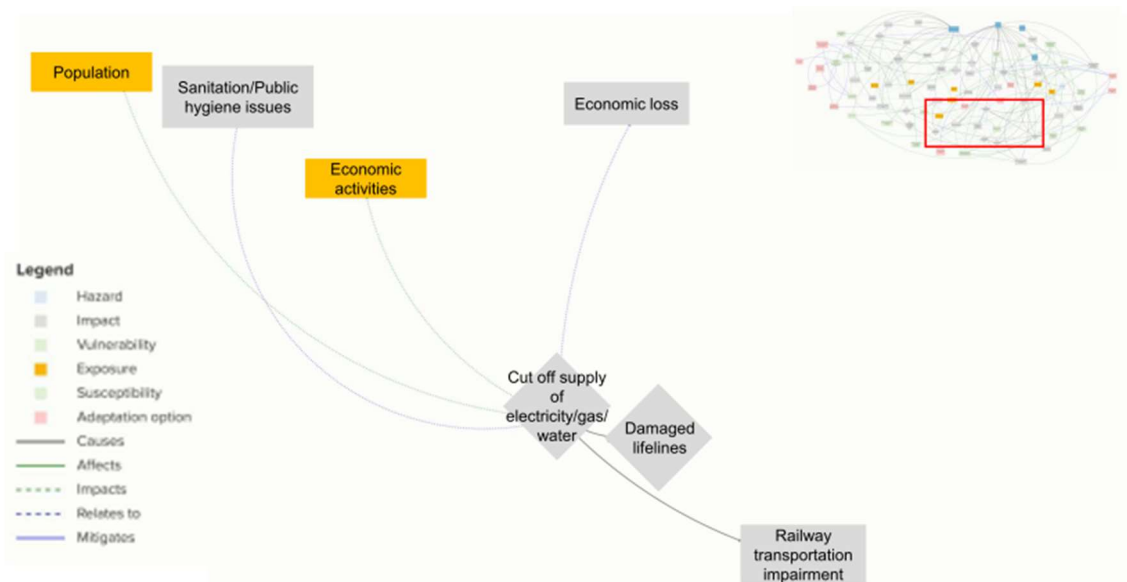 Population
Sanitation/Public
hygiene issues
Economic loss
Economic
activities
Legend
Hazard
Impact
Vulnerability
Exposure
Susceptibility
Adaptation option
Causes
Affects
Impacts
Relates to
Mitigates
Cut off supply
of
electricity/gas/
water
Damaged
lifelines
Railway
transportation
impairment